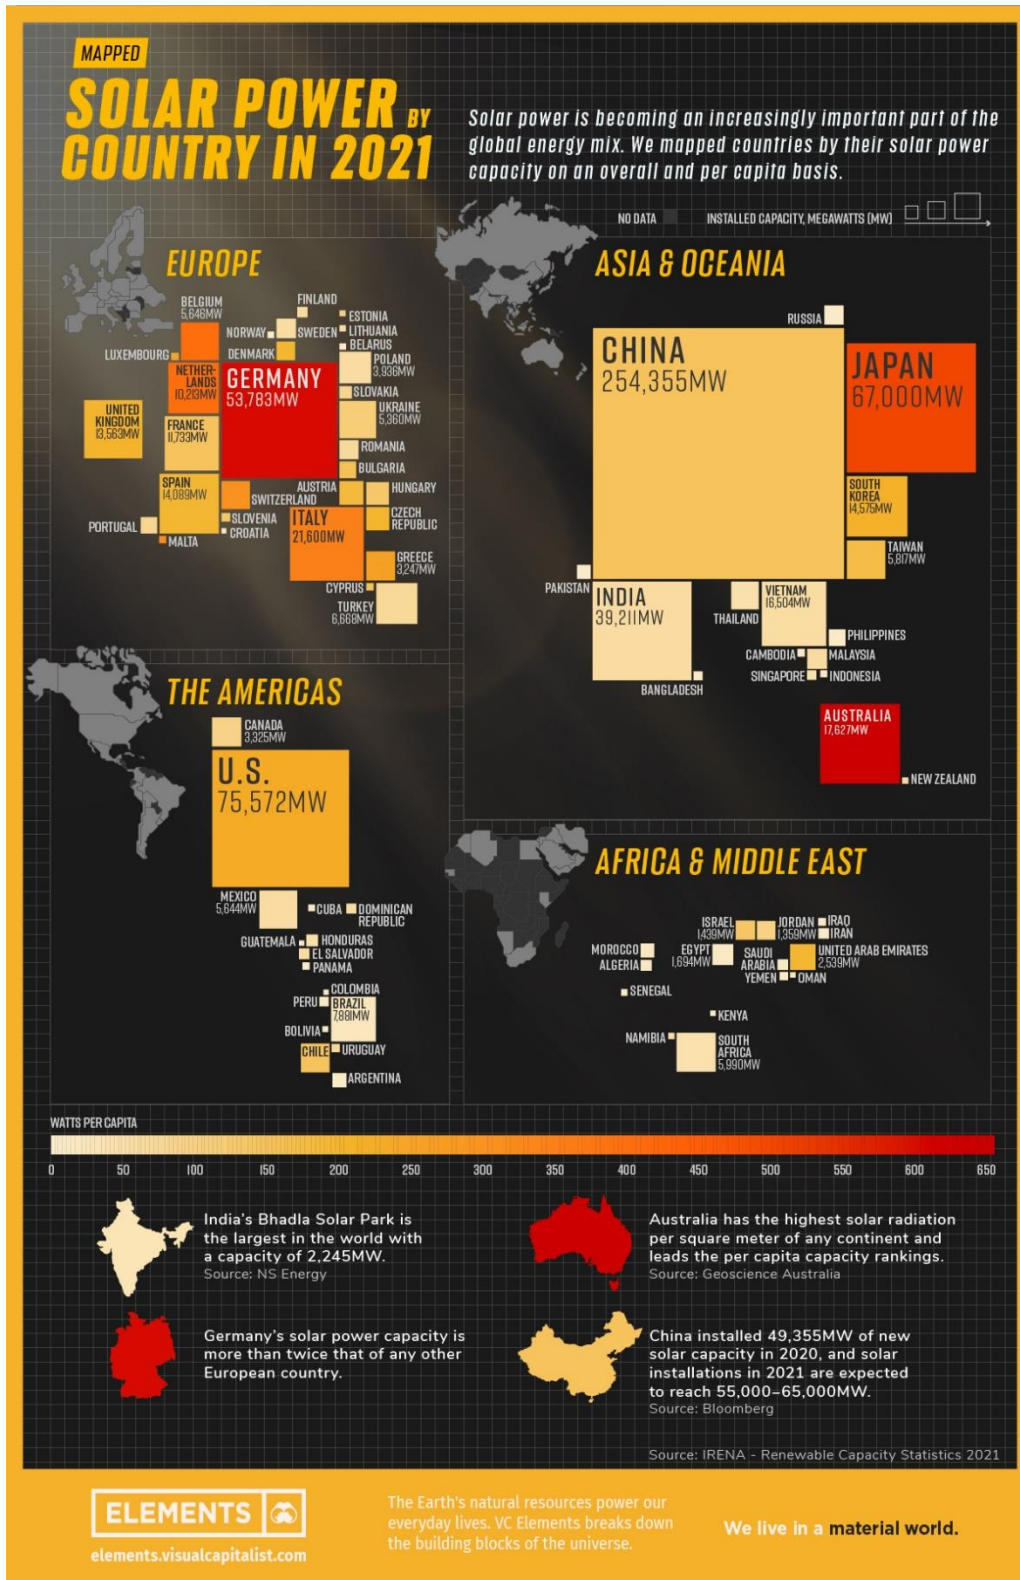 MAPPED
SOLAR POWER BY
COUNTRY IN 2021
Solar power is becoming an increasingly important part of the
global energy mix. We mapped countries by their solar power
capacity on an overall and per capita basis.
NO DATA
INSTALLED CAPACITY, MEGAWATTS (MW)
EUROPE
BELGIUM
5,646MW
FINLAND
NORWAY
SWEDEN
ESTONIA
LITHUANIA
BELARUS
LUXEMBOURG
DENMARK
POLAND
3,936MW
NETHER-
LANDS
10,213MW
GERMANY
53,783MW
SLOVAKIA
UNITED
KINGDOM
13,563MW
FRANCE
11,733MW
UKRAINE
5,360MW
ROMANIA
BULGARIA
SPAIN
14,089MW
SWITZERLAND
AUSTRIA
HUNGARY
PORTUGAL
SLOVENIA
CROATIA
MALTA
ITALY
21,600MW
CZECH
REPUBLIC
GREECE
3,247MW
CYPRUS
TURKEY
6,668MW
ASIA & OCEANIA
RUSSIA
CHINA
254,355MW
JAPAN
67,000MW
SOUTH
KOREA
14,575MW
TAIWAN
5,817MW
PAKISTAN
INDIA
39,211MW
THAILAND
VIETNAM
16,504MW
PHILIPPINES
CAMBODIA
MALAYSIA
SINGAPORE
INDONESIA
BANGLADESH
AUSTRALIA
17,627MW
NEW ZEALAND
THE AMERICAS
CANADA
3,325MW
U.S.
75,572MW
MEXICO
5,644MW
CUBA
DOMINICAN
REPUBLIC
GUATEMALA
HONDURAS
EL SALVADOR
PANAMA
COLOMBIA
PERU
BRAZIL
7,881MW
BOLIVIA
CHILE
URUGUAY
ARGENTINA
AFRICA & MIDDLE EAST
ISRAEL
1,439MW
JORDAN
1,359MW
IRAQ
IRAN
MOROCCO
ALGERIA
EGYPT
1,694MW
SAUDI
ARABIA
UNITED ARAB EMIRATES
2,539MW
YEMEN
OMAN
SENEGAL
KENYA
NAMIBIA
SOUTH
AFRICA
5,990MW
WATTS PER CAPITA
0 50 100 150 200 250 300 350 400 450 500 550 600 650
India's Bhadla Solar Park is
the largest in the world with
a capacity of 2,245MW.
Source: NS Energy
Australia has the highest solar radiation
per square meter of any continent and
leads the per capita capacity rankings.
Source: Geoscience Australia
Germany's solar power capacity is
more than twice that of any other
European country.
China installed 49,355MW of new
solar capacity in 2020, and solar
installations in 2021 are expected
to reach 55,000–65,000MW.
Source: Bloomberg
Source: IRENA - Renewable Capacity Statistics 2021
ELEMENTS
elements.visualcapitalist.com
The Earth's natural resources power our
everyday lives. VC Elements breaks down
the building blocks of the universe.
We live in a material world.